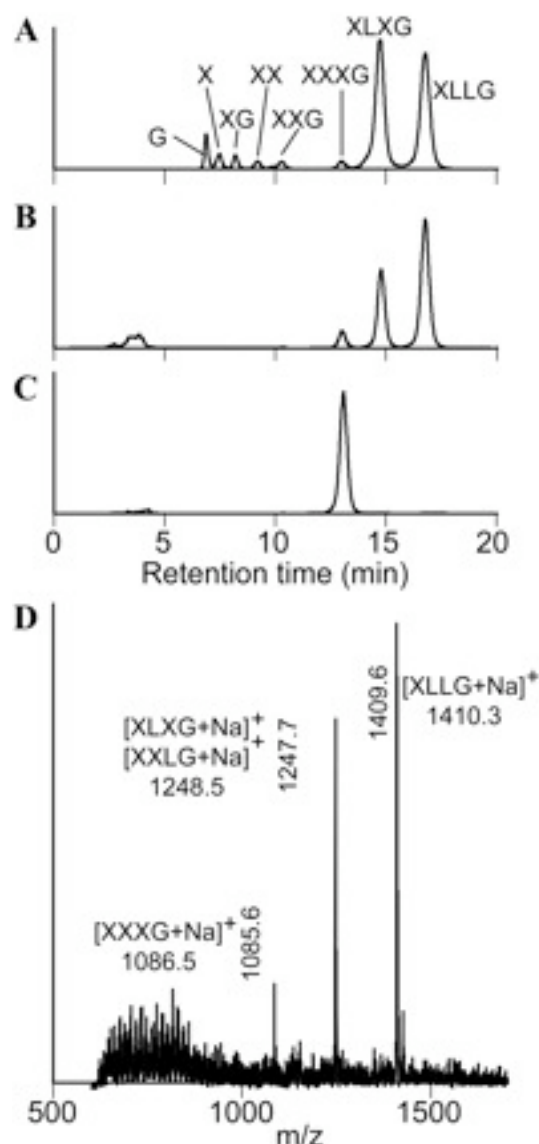 A
XLXG
X
XX
XXXG
XLLG
G
XG
XXG
B
C
0
5
10
15
20
Retention time (min)
D
[XLXG+Na]+
[XXLG+Na]+
1248.5
1247.7
1409.6
[XLLG+Na]+
1410.3
[XXXG+Na]+
1086.5
1085.6
500
1000
1500
m/z